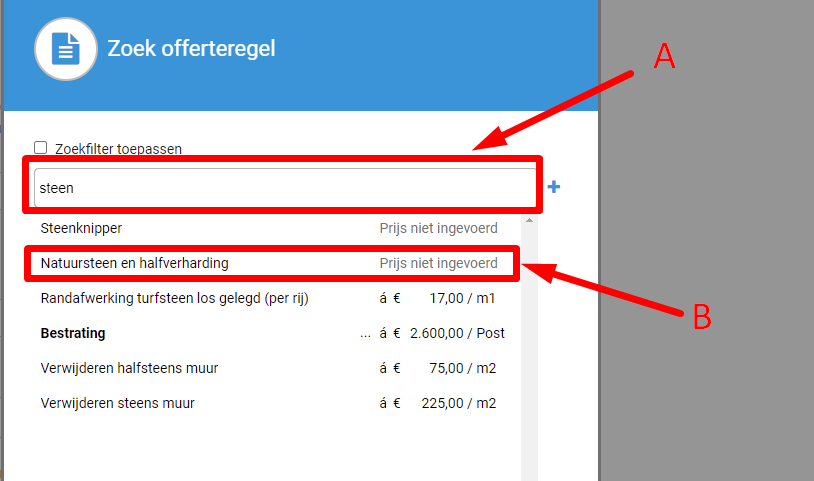 Zoek offerteregel
A
Zoekfilter toepassen
steen
Steenknipper Prijs niet ingevoerd
Natuursteen en halfverharding Prijs niet ingevoerd
Randafwerking turfsteen los gelegd (per rij) á € 17,00 / m1
B
Bestrating ... á € 2.600,00 / Post
Verwijderen halfsteens muur á € 75,00 / m2
Verwijderen steens muur á € 225,00 / m2